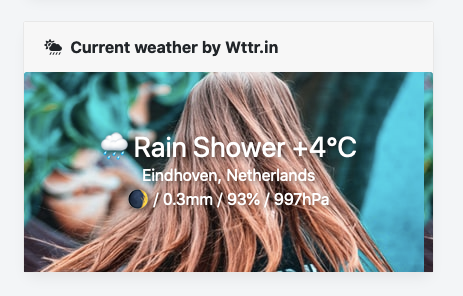 Current weather by Wttr.in
Rain Shower +4°C
Eindhoven, Netherlands
/ 0.3mm / 93% / 997hPa